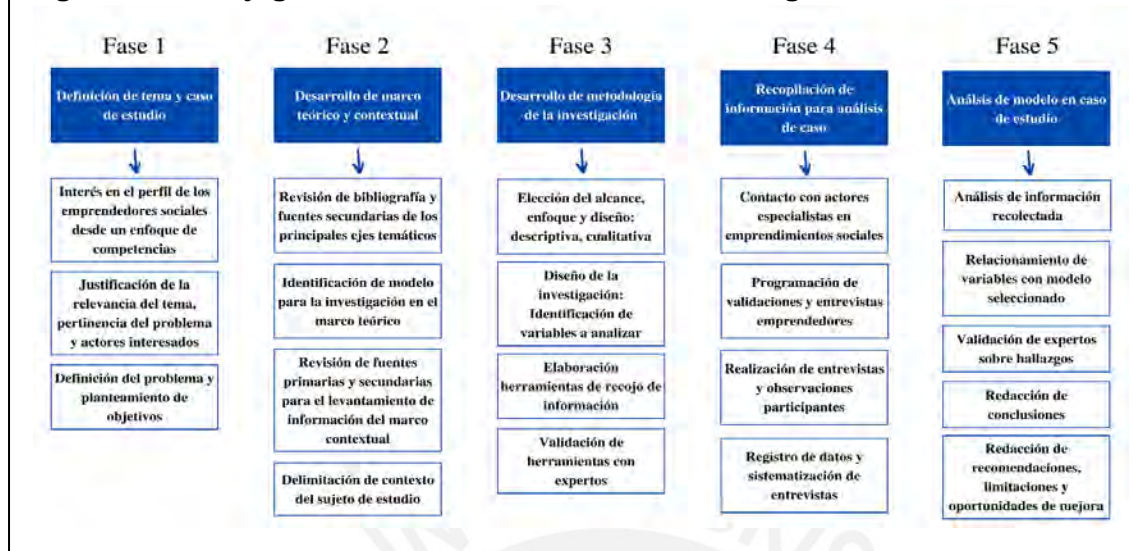 Fase 1
Definición de tema y caso
de estudio
Interés en el perfil de los
emprendedores sociales
desde un enfoque de
competencias
Justificación de la
relevancia del tema,
pertinencia del problema
y actores interesados
Definición del problema y
planteamiento de
objetivos
Fase 2
Desarrollo de marco
teórico y contextual
Revisión de bibliografía y
fuentes secundarias de los
principales ejes temáticos
Identificación de modelo
para la investigación en el
marco teórico
Revisión de fuentes
primarias y secundarias
para el levantamiento de
información del marco
contextual
Delimitación de contexto
del sujeto de estudio
Fase 3
Desarrollo de metodología
de la investigación
Elección del alcance,
enfoque y diseño:
descriptiva, cualitativa
Diseño de la
investigación:
Identificación de
variables a analizar
Elaboración
herramientas de recojo de
información
Validación de
herramientas con
expertos
Fase 4
Recopilación de
información para análisis
de caso
Contacto con actores
especialistas en
emprendimientos sociales
Programación de
validaciones y entrevistas
emprendedores
Realización de entrevistas
y observaciones
participantes
Registro de datos y
sistematización de
entrevistas
Fase 5
Análsis de modelo en caso
de estudio
Análisis de información
recolectada
Relacionamiento de
variables con modelo
seleccionado
Validación de expertos
sobre hallazgos
Redacción de
conclusiones
Redacción de
recomendaciones,
limitaciones y
oportunidades de mejora